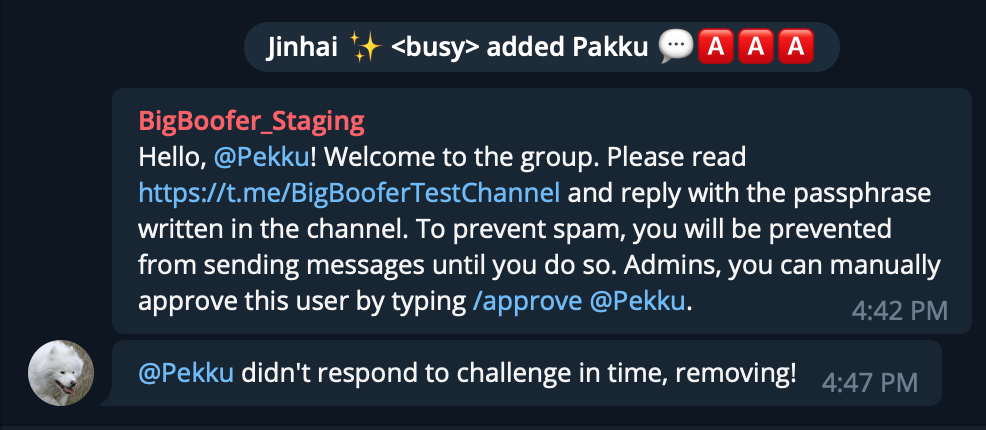 Jinhai ✨ <busy> added Pakku 💬🅰🅰🅰
BigBoofer_Staging
Hello, @Pekku! Welcome to the group. Please read
https://t.me/BigBooferTestChannel and reply with the passphrase
written in the channel. To prevent spam, you will be prevented
from sending messages until you do so. Admins, you can manually
approve this user by typing /approve @Pekku.
4:42 PM
@Pekku didn't respond to challenge in time, removing!
4:47 PM